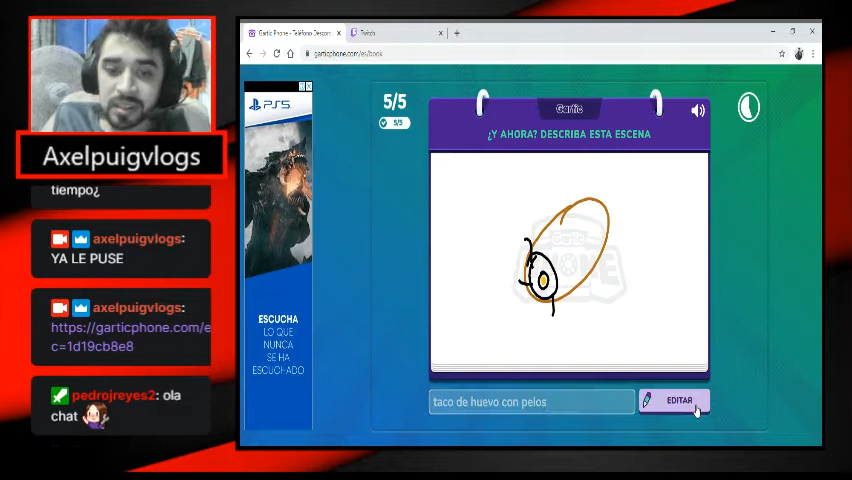 Gartic Phone - Teléfono Descom
Twitch
garticphone.com/es/book
PS5
ESCUCHA
LO QUE
NUNCA
SE HA
ESCUCHADO
5/5
5/5
Gartic
¿Y AHORA? DESCRIBA ESTA ESCENA
Gartic
PHONE
taco de huevo con pelos
EDITAR
Axelpuigvlogs
tiempo¿
axelpuigvlogs:
YA LE PUSE
axelpuigvlogs:
https://garticphone.com/e
c=1d19cb8e8
pedrojreyes2: ola
chat